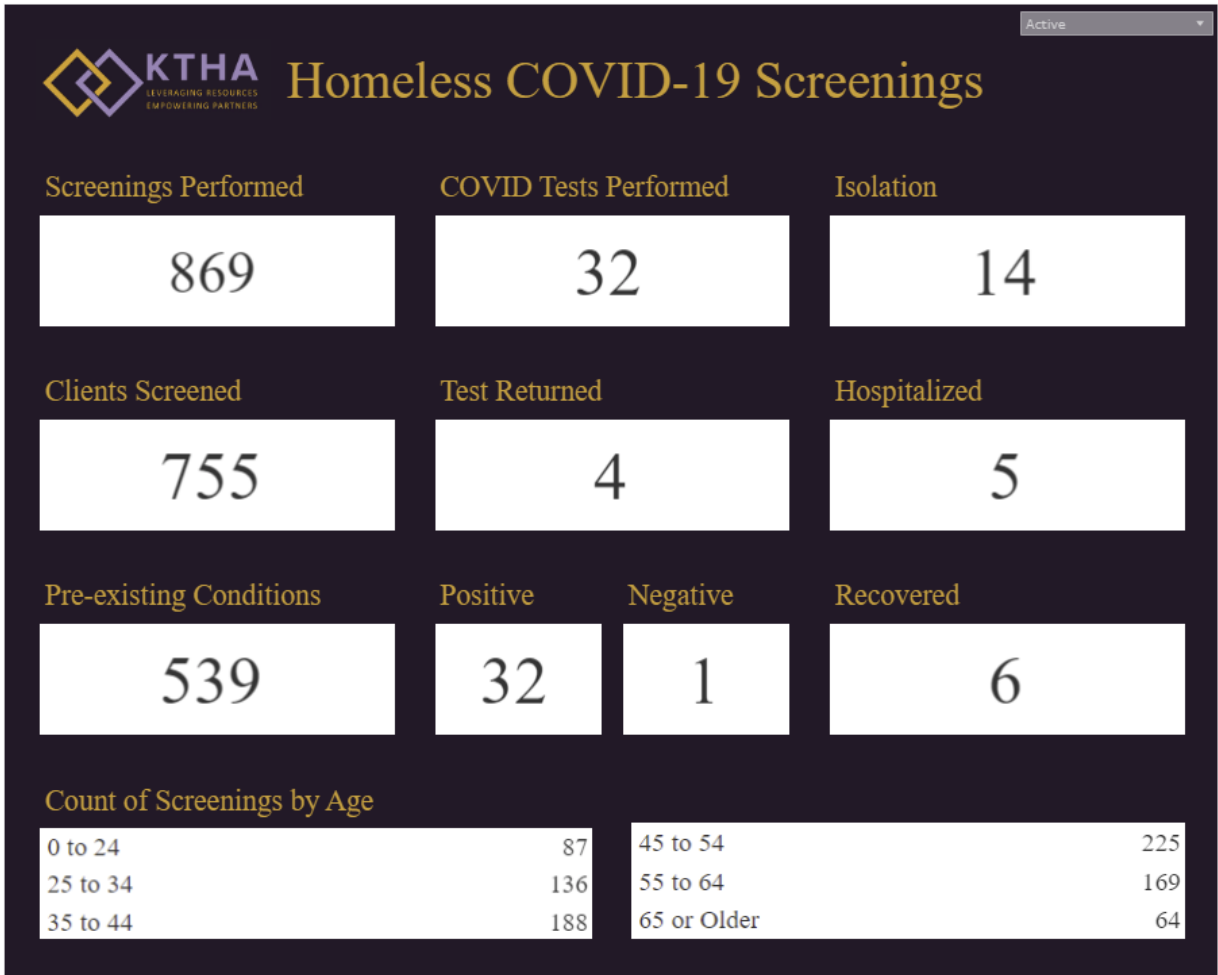 Active
KTHA
LEVERAGING RESOURCES
EMPOWERING PARTNERS
Homeless COVID-19 Screenings
Screenings Performed
869
COVID Tests Performed
32
Isolation
14
Clients Screened
755
Test Returned
4
Hospitalized
5
Pre-existing Conditions
539
Positive
32
Negative
1
Recovered
6
Count of Screenings by Age
0 to 24 87
25 to 34 136
35 to 44 188
45 to 54 225
55 to 64 169
65 or Older 64